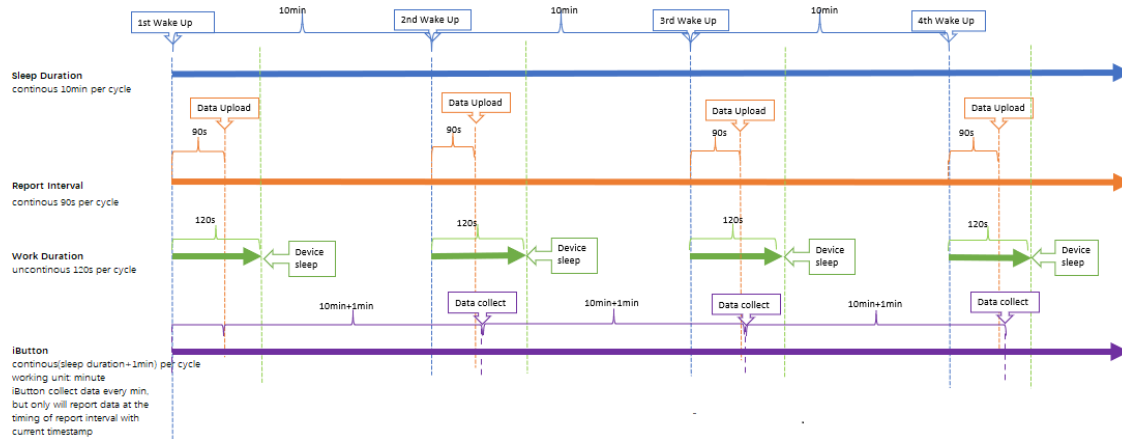 10min
10min
10min
1st Wake Up
2nd Wake Up
3rd Wake Up
4th Wake Up
Sleep Duration
continous 10min per cycle
Data Upload
Data Upload
Data Upload
Data Upload
90s
90s
90s
90s
Report Interval
continous 90s per cycle
120s
120s
120s
120s
Work Duration
uncontinous 120s per cycle
Device
sleep
Device
sleep
Device
sleep
Device
sleep
10min+1min
Data collect
10min+1min
Data collect
10min+1min
Data collect
iButton
continous(sleep duration+1min) per cycle
working unit: minute
iButton collect data every min,
but only will report data at the
timing of report interval with
current timestamp